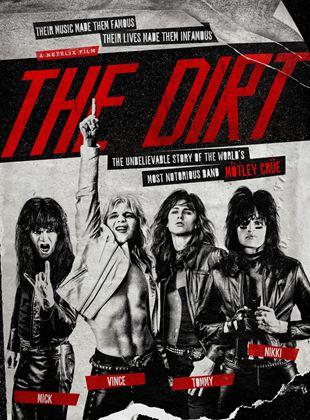 THEIR MUSIC MADE THEM FAMOUS
THEIR LIVES MADE THEM INFAMOUS
A NETFLIX FILM
THE DIRT
THE UNBELIEVABLE STORY OF THE WORLD'S
MOST NOTORIOUS BAND MÖTLEY CRÜE
NIKKI
VINCE
TOMMY
MICK